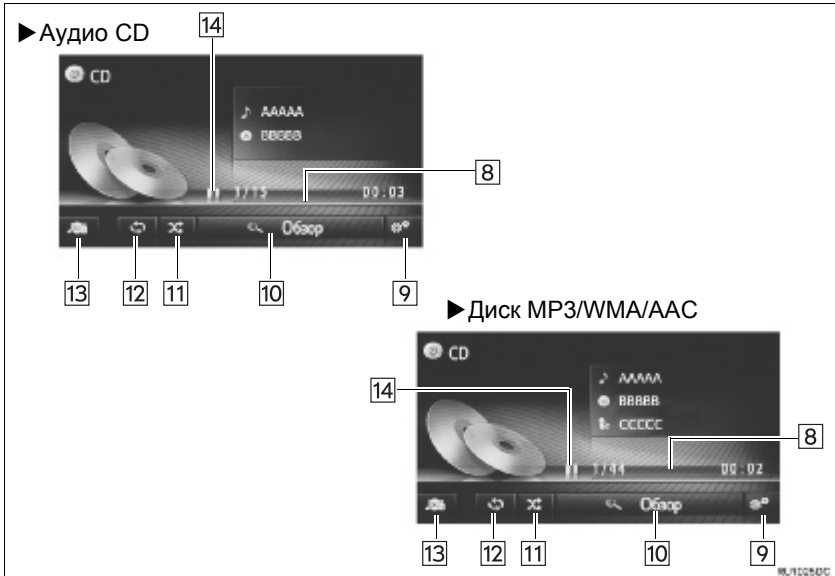 ▶Аудио CD
14
CD
AAAAA
BBBBB
1/15 00:03
8
Обзор
13 12 11 10 9
▶Диск MP3/WMA/AAC
CD
AAAAA
BBBBB
CCCCC
14
1/44 00:02
8
Обзор
13 12 11 10 9